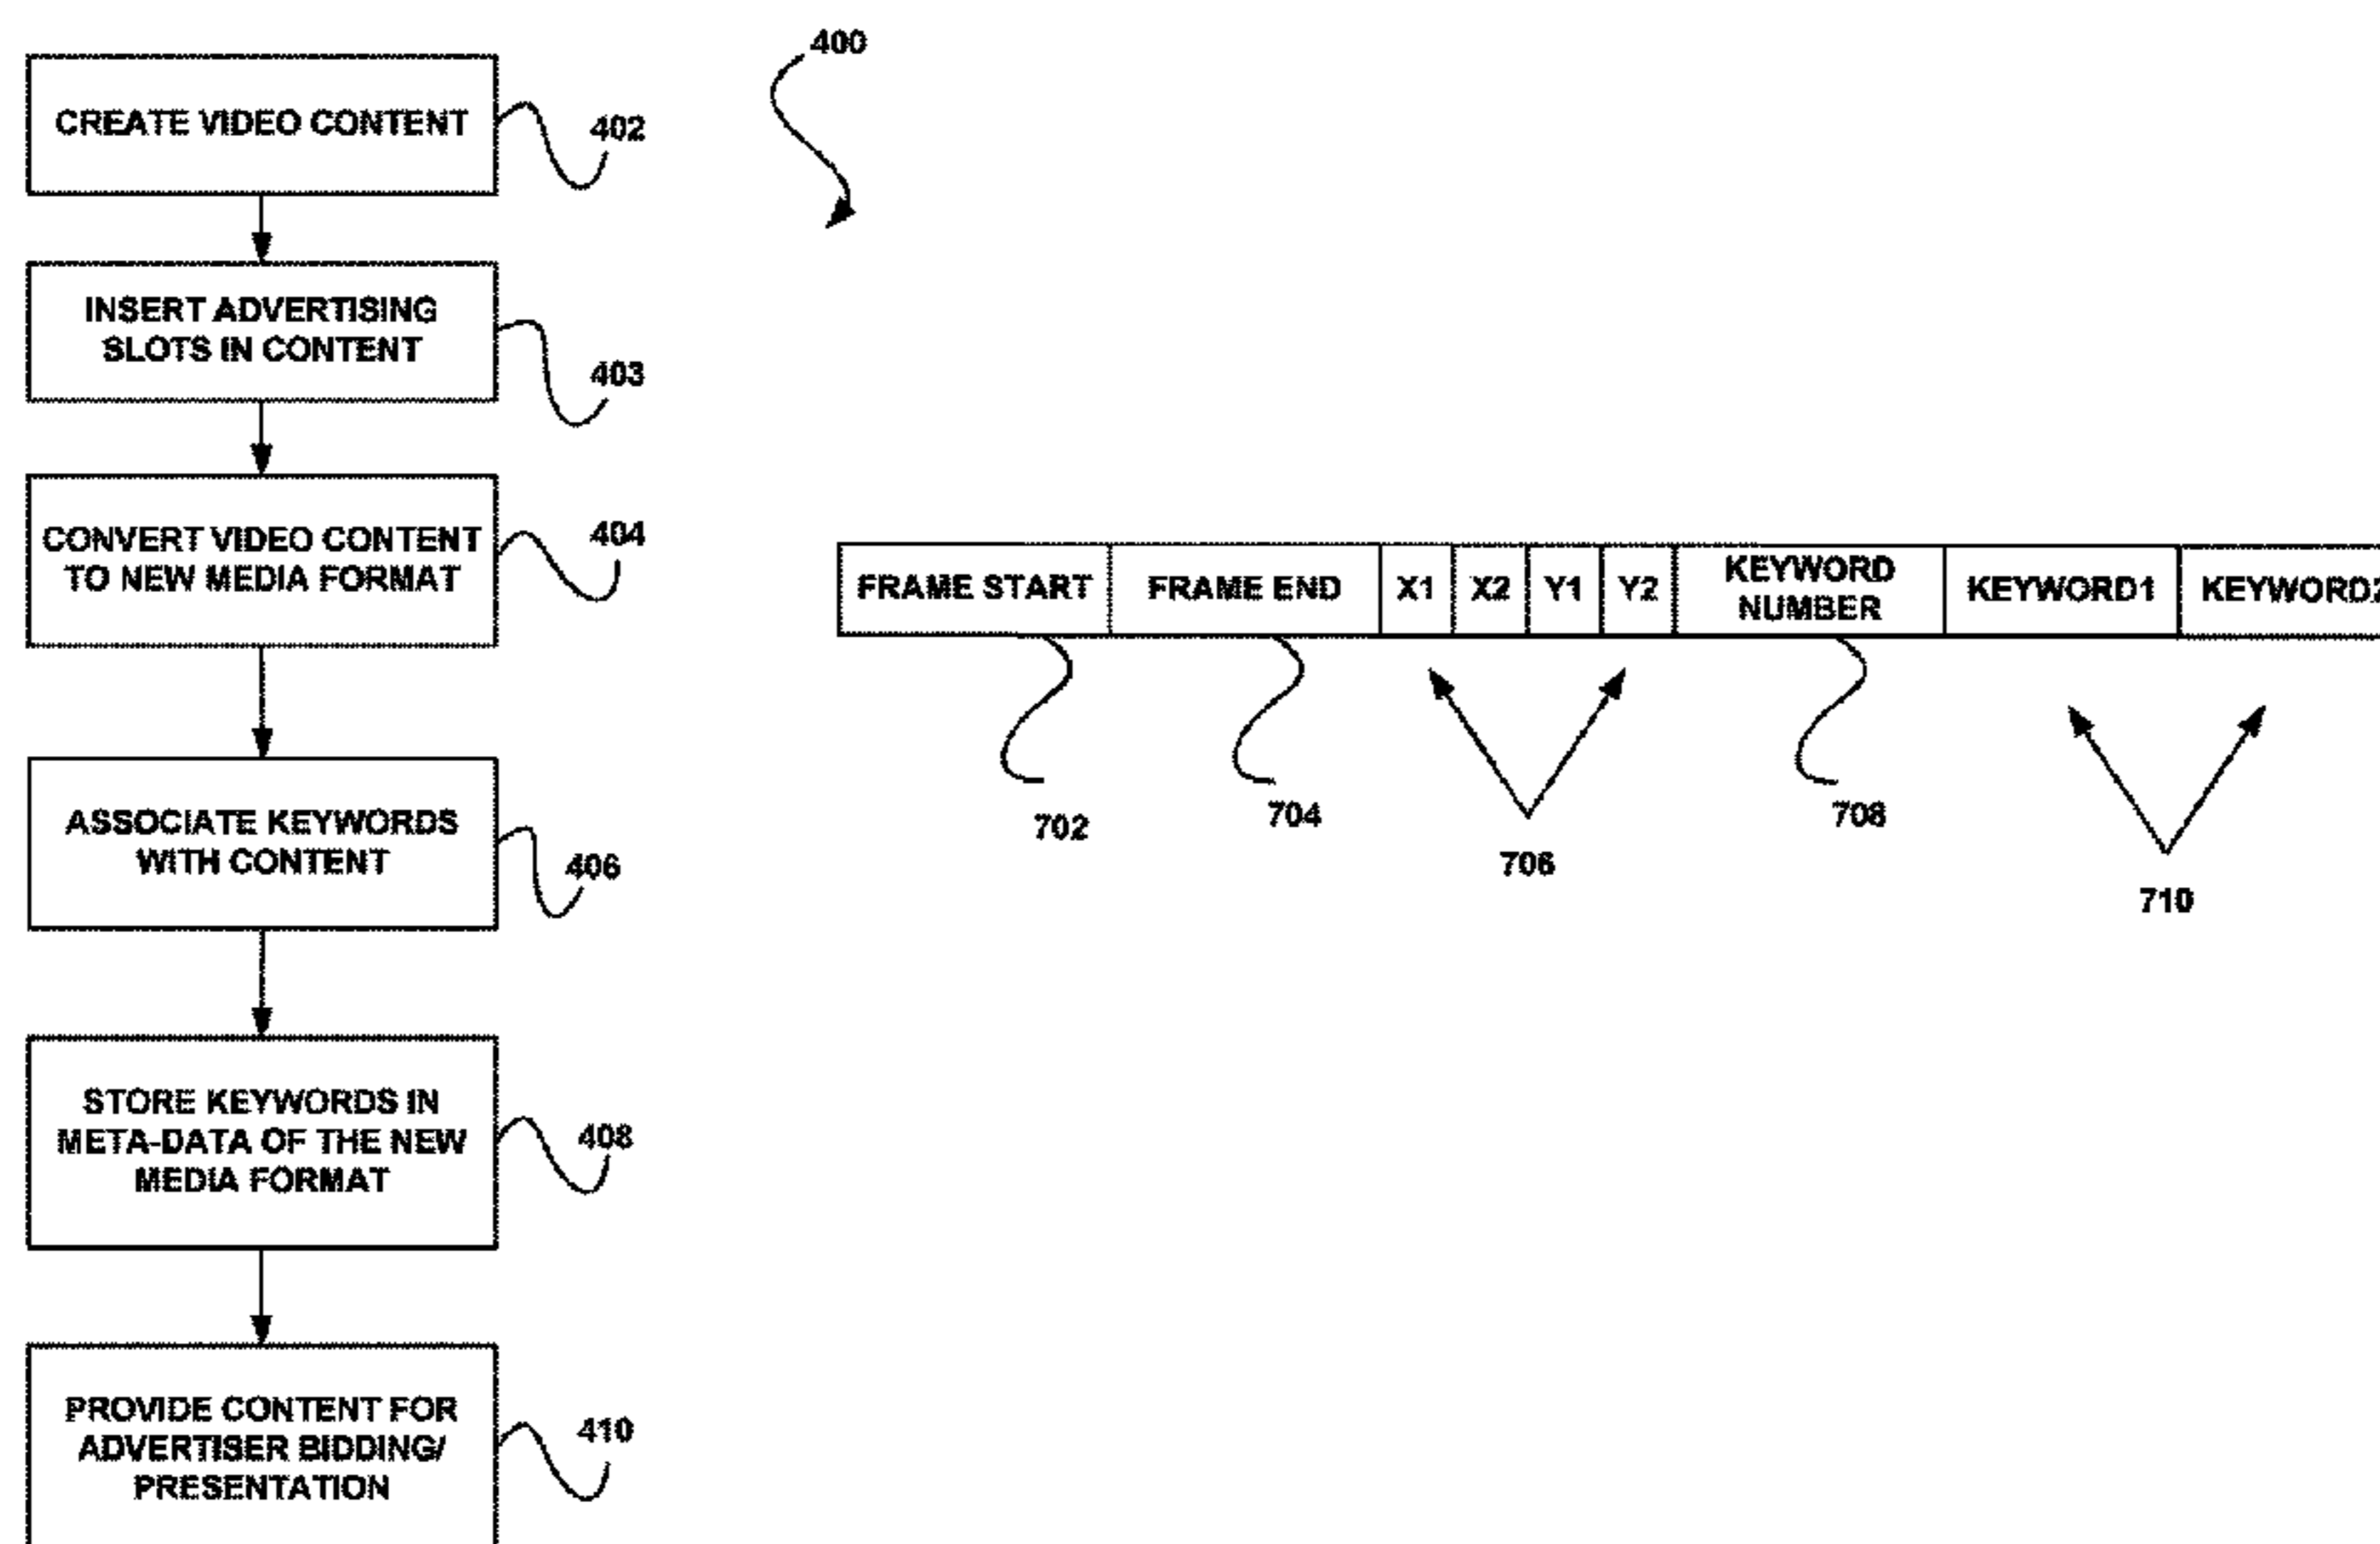 400
CREATE VIDEO CONTENT
402
INSERT ADVERTISING
SLOTS IN CONTENT
403
CONVERT VIDEO CONTENT
TO NEW MEDIA FORMAT
404
ASSOCIATE KEYWORDS
WITH CONTENT
406
STORE KEYWORDS IN
META-DATA OF THE NEW
MEDIA FORMAT
408
PROVIDE CONTENT FOR
ADVERTISER BIDDING/
PRESENTATION
410
FRAME START
FRAME END
X1
X2
Y1
Y2
KEYWORD
NUMBER
KEYWORD1
KEYWORD2
702
704
706
708
710